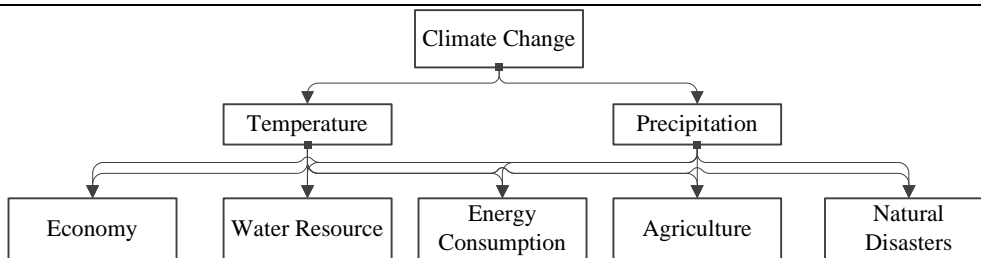 Climate Change
Temperature
Precipitation
Economy
Water Resource
Energy
Consumption
Agriculture
Natural
Disasters